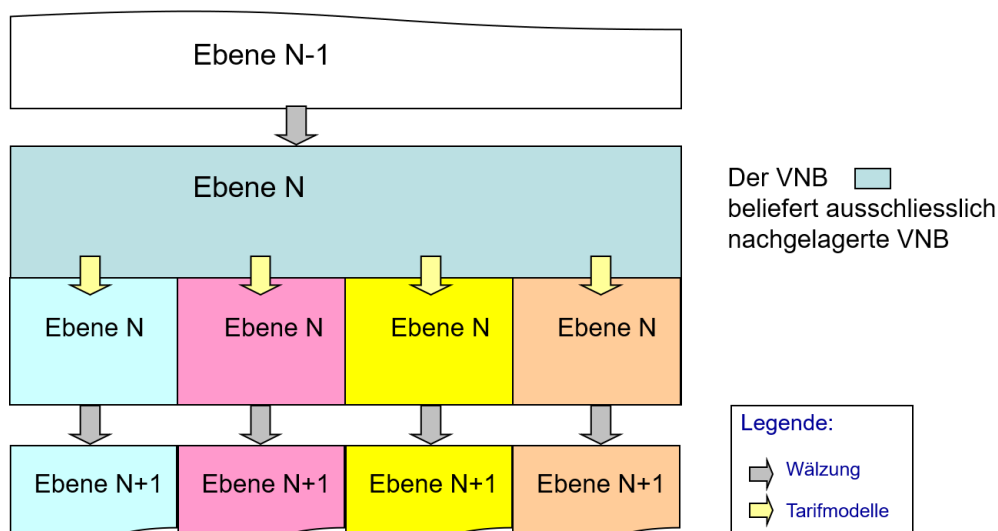 Ebene N-1
Ebene N
Der VNB
beliefert ausschliesslich
nachgelagerte VNB
Ebene N
Ebene N
Ebene N
Ebene N
Ebene N+1
Ebene N+1
Ebene N+1
Ebene N+1
Legende:
Wälzung
Tarifmodelle